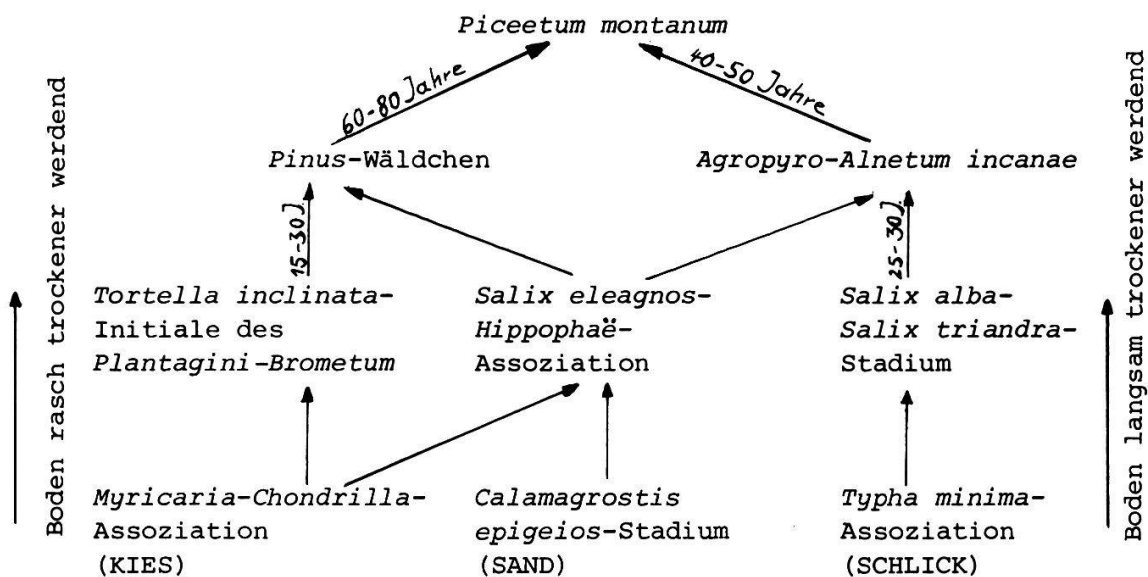 Piceetum montanum
60-80 Jahre
40-50 Jahre
Pinus-Wäldchen
Agropyro-Alnetum incanae
15-30 J.
25-30 J.
Tortella inclinata-
Initiale des
Plantagini-Brometum
Salix eleagnos-
Hippophaë-
Assoziation
Salix alba-
Salix triandra-
Stadium
Myricaria-Chondrilla-
Assoziation
(KIES)
Calamagrostis
epigeios-Stadium
(SAND)
Typha minima-
Assoziation
(SCHLICK)
Boden rasch trockener werdend
Boden langsam trockener werdend